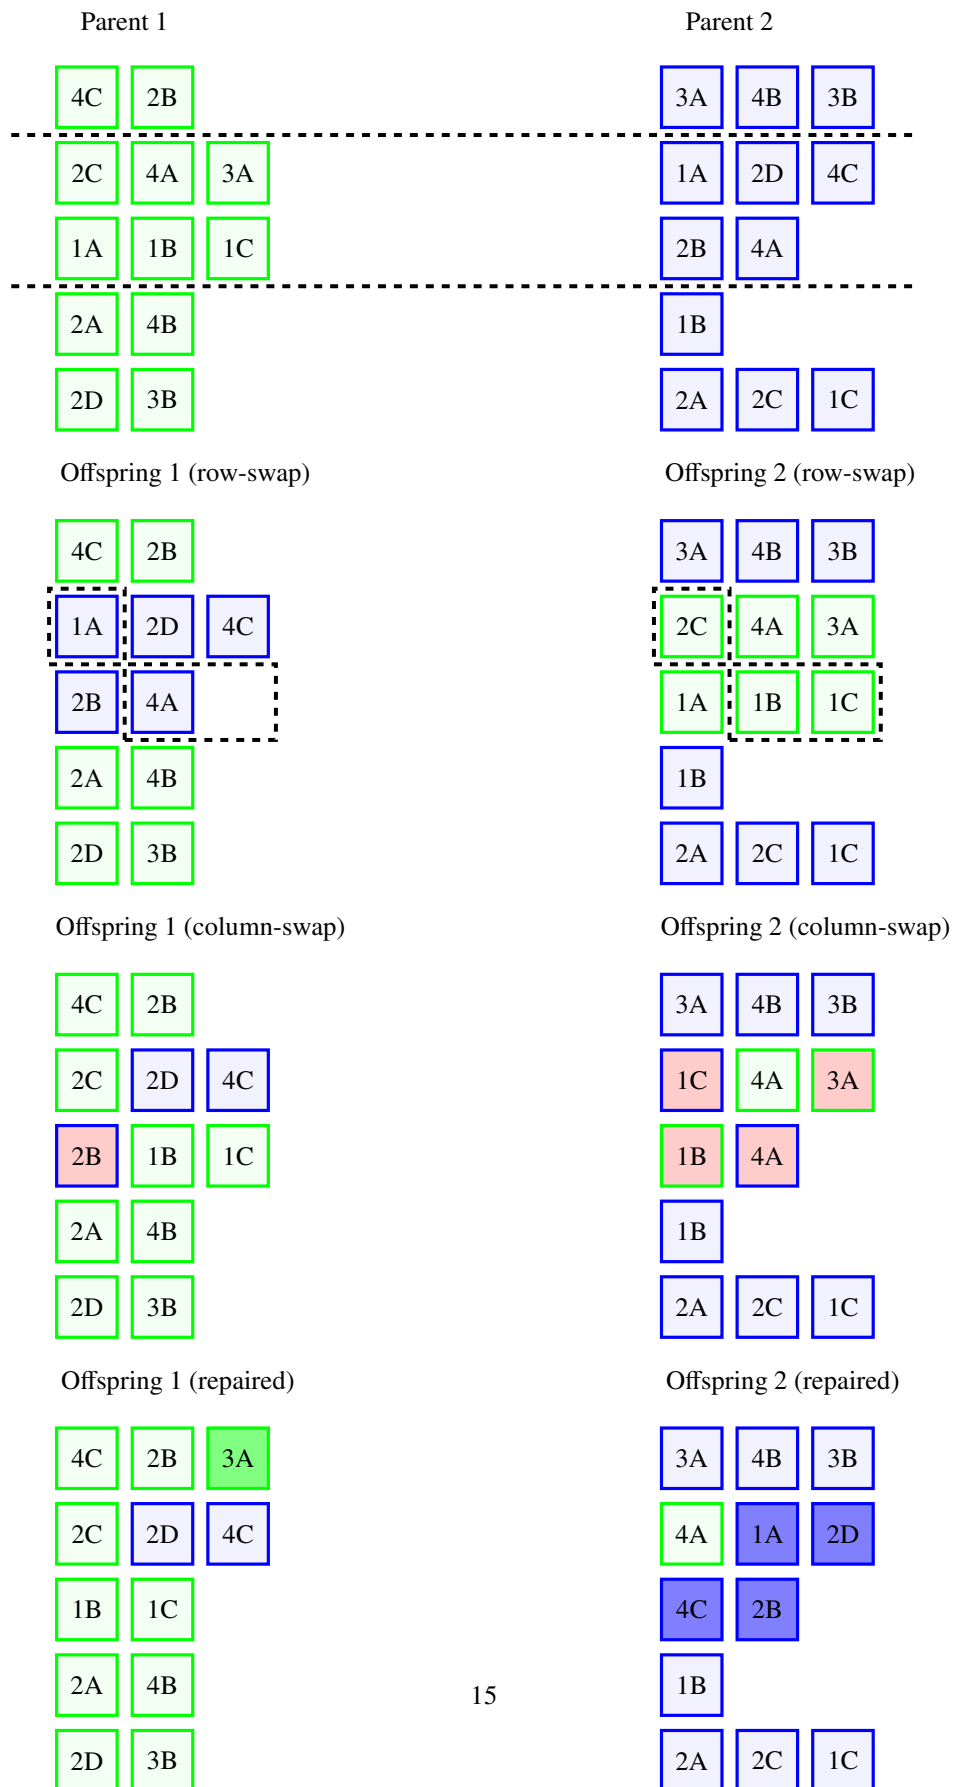 Parent 1 Parent 2
4C 2B 3A 4B 3B
2C 4A 3A 1A 2D 4C
1A 1B 1C 2B 4A
2A 4B 1B
2D 3B 2A 2C 1C
Offspring 1 (row-swap) Offspring 2 (row-swap)
4C 2B 3A 4B 3B
1A 2D 4C 2C 4A 3A
2B 4A 1A 1B 1C
2A 4B 1B
2D 3B 2A 2C 1C
Offspring 1 (column-swap) Offspring 2 (column-swap)
4C 2B 3A 4B 3B
2C 2D 4C 1C 4A 3A
2B 1B 1C 1B 4A
2A 4B 1B
2D 3B 2A 2C 1C
Offspring 1 (repaired) Offspring 2 (repaired)
4C 2B 3A 3A 4B 3B
2C 2D 4C 4A 1A 2D
1B 1C 4C 2B
2A 4B 15 1B
2D 3B 2A 2C 1C